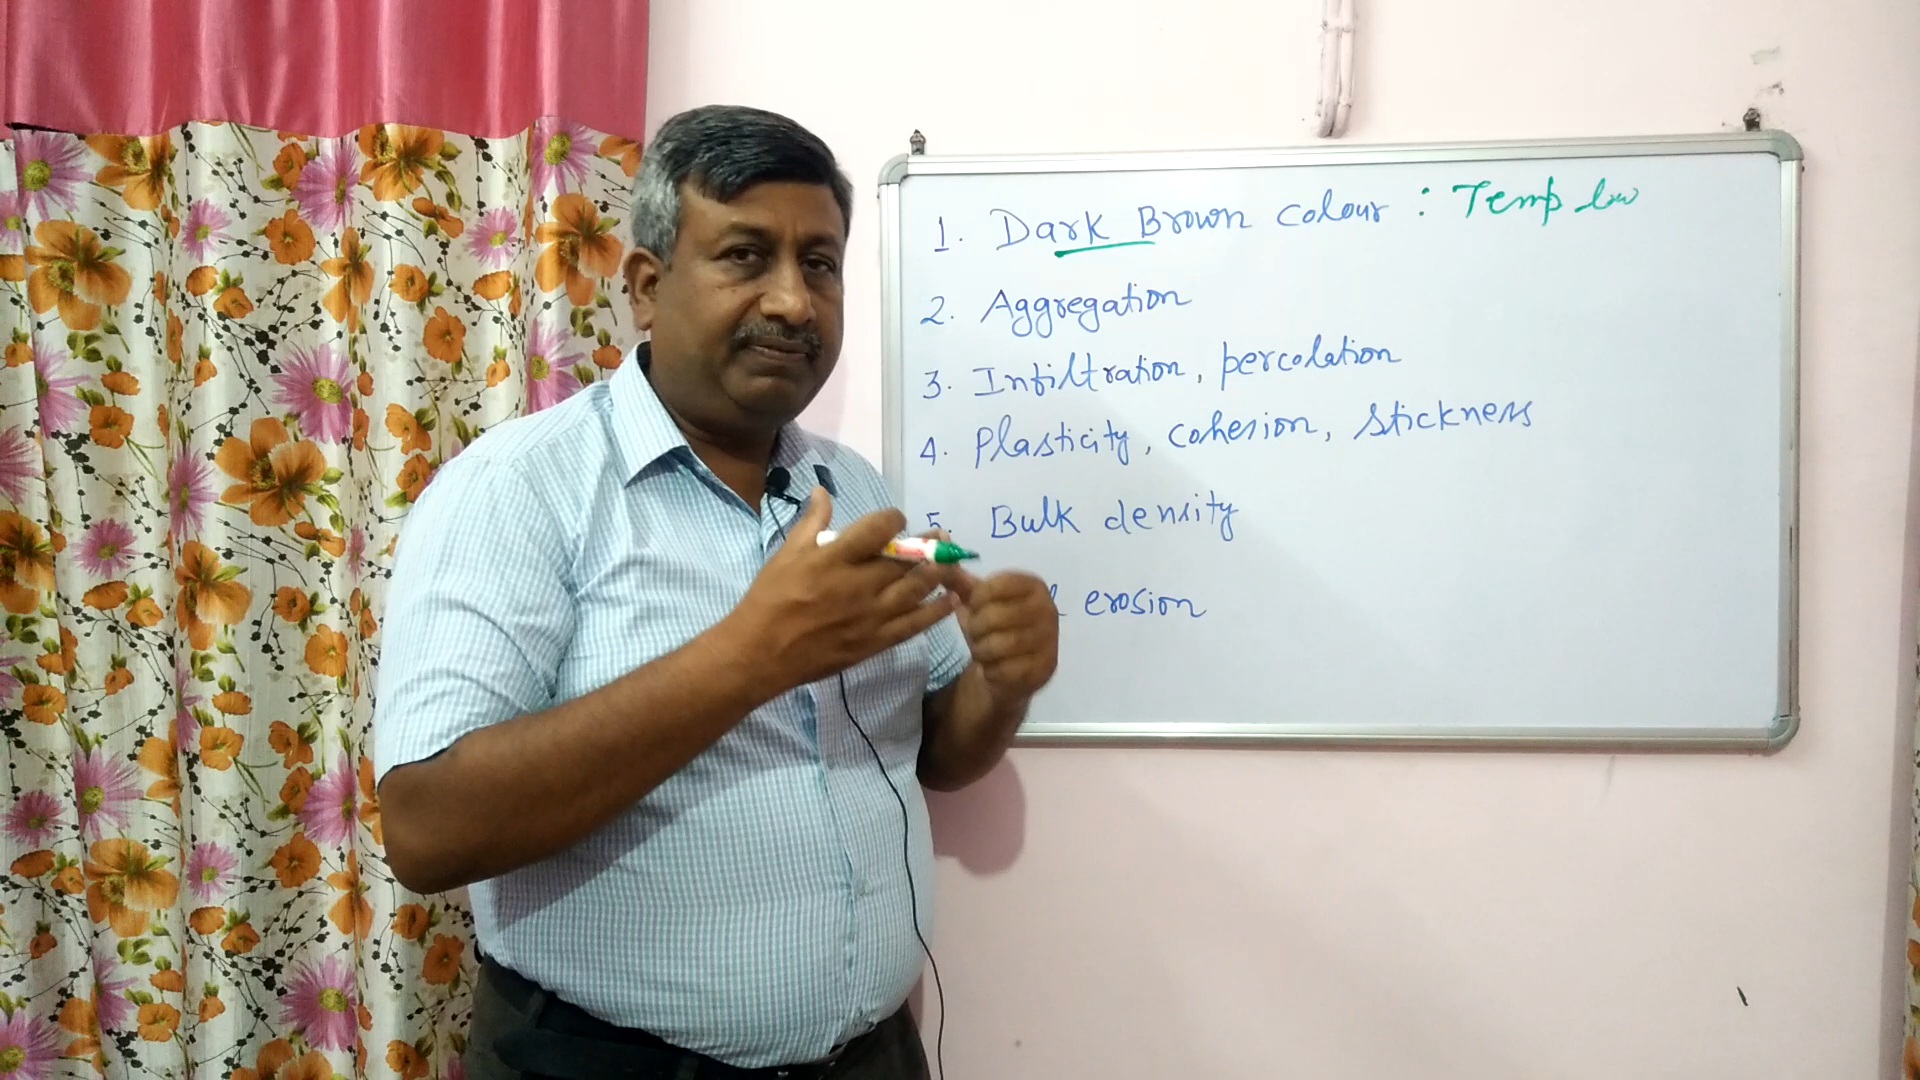 1. Dark Brown colour : Temp low
2. Aggregation
3. Infiltration, percolation
4. Plasticity, cohesion, stickness
5. Bulk density
erosion